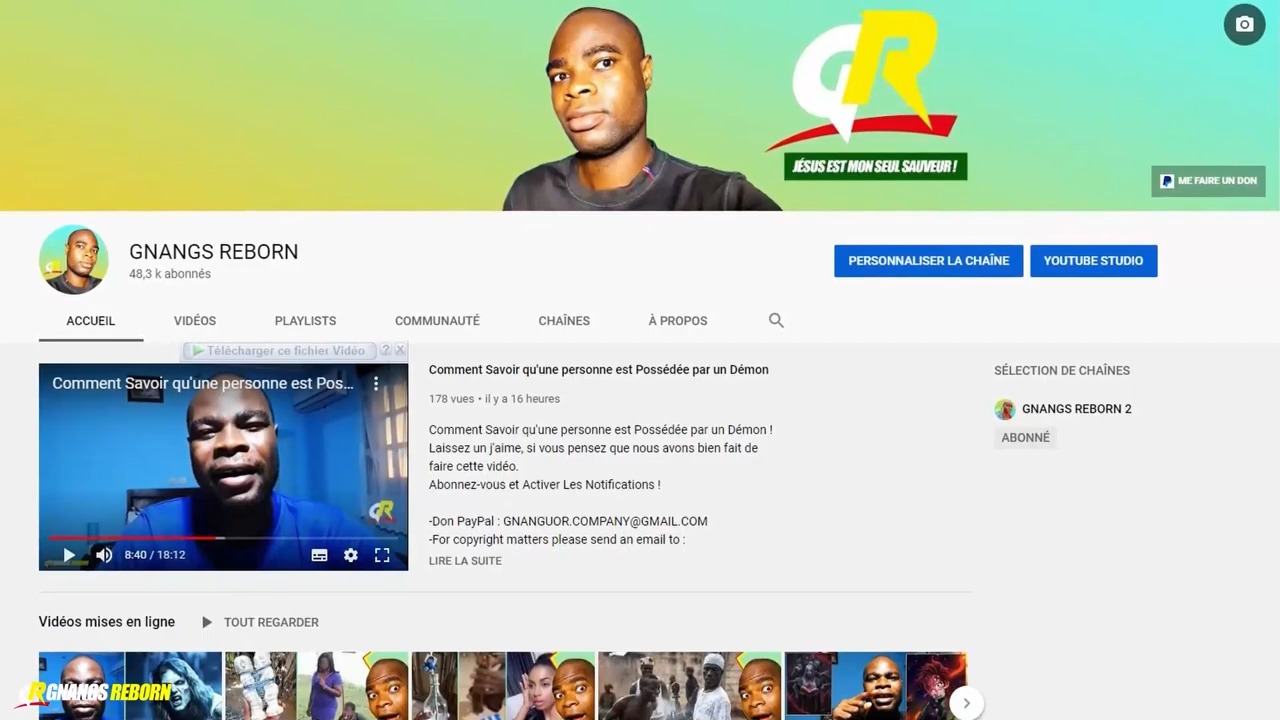 GR
JÉSUS EST MON SEUL SAUVEUR !
ME FAIRE UN DON
GNANGS REBORN
48,3 k abonnés
PERSONNALISER LA CHAÎNE
YOUTUBE STUDIO
ACCUEIL
VIDÉOS
PLAYLISTS
COMMUNAUTÉ
CHAÎNES
À PROPOS
Télécharger ce fichier Vidéo ? X
Comment Savoir qu'une personne est Pos...
GR
8:40 / 18:12
Comment Savoir qu'une personne est Possédée par un Démon
178 vues • il y a 16 heures
Comment Savoir qu'une personne est Possédée par un Démon !
Laissez un j'aime, si vous pensez que nous avons bien fait de
faire cette vidéo.
Abonnez-vous et Activer Les Notifications !
-Don PayPal : GNANGUOR.COMPANY@GMAIL.COM
-For copyright matters please send an email to :
LIRE LA SUITE
SÉLECTION DE CHAÎNES
GNANGS REBORN 2
ABONNÉ
Vidéos mises en ligne
TOUT REGARDER
GR GNANGS REBORN